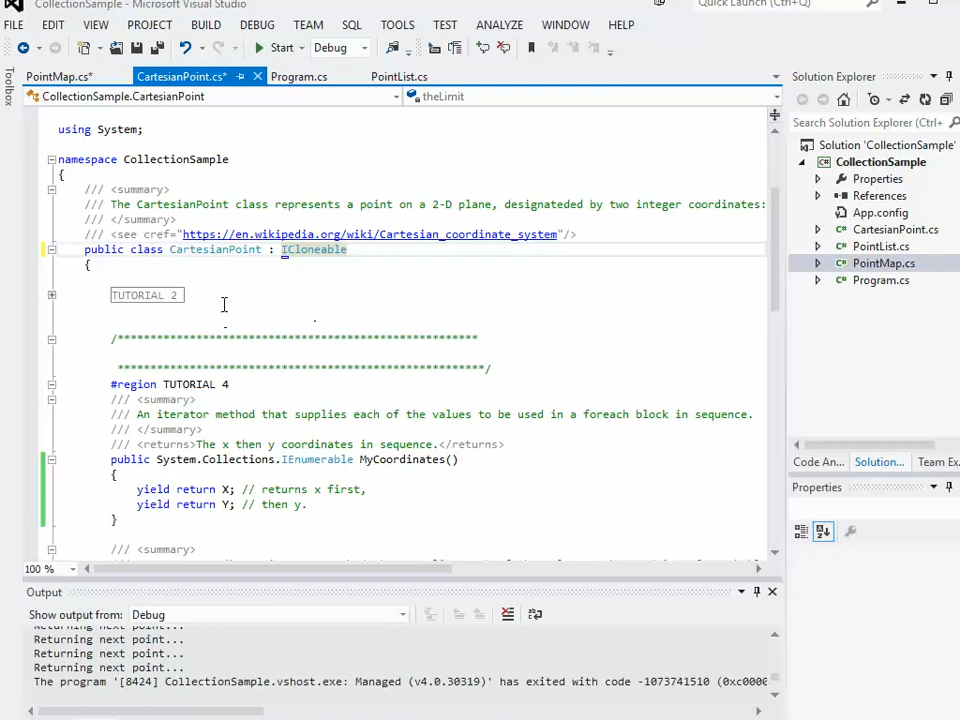 CollectionSample - Microsoft Visual Studio
Quick Launch (Ctrl+
FILE EDIT VIEW PROJECT BUILD DEBUG TEAM SQL TOOLS TEST ANALYZE WINDOW HELP
Start Debug
Toolbox
PointMap.cs* CartesianPoint.cs* Program.cs PointList.cs
CollectionSample.CartesianPoint theLimit
using System;
namespace CollectionSample
{
/// <summary>
/// The CartesianPoint class represents a point on a 2-D plane, designateded by two integer coordinates:
/// </summary>
/// <see cref="https://en.wikipedia.org/wiki/Cartesian_coordinate_system"/>
public class CartesianPoint : ICloneable
{
TUTORIAL 2
/*******************************************************
********************************************************/
#region TUTORIAL 4
/// <summary>
/// An iterator method that supplies each of the values to be used in a foreach block in sequence.
/// </summary>
/// <returns>The x then y coordinates in sequence.</returns>
public System.Collections.IEnumerable MyCoordinates()
{
yield return X; // returns x first,
yield return Y; // then y.
}
/// <summary>
100 %
Solution Explorer
Search Solution Explorer (Ctrl+
Solution 'CollectionSample'
CollectionSample
Properties
References
App.config
CartesianPoint.cs
PointList.cs
PointMap.cs
Program.cs
Code An... Solution... Team Ex.
Properties
Output
Show output from: Debug
Returning next point...
Returning next point...
Returning next point...
Returning next point...
The program '[8424] CollectionSample.vshost.exe: Managed (v4.0.30319)' has exited with code -1073741510 (0xc0000